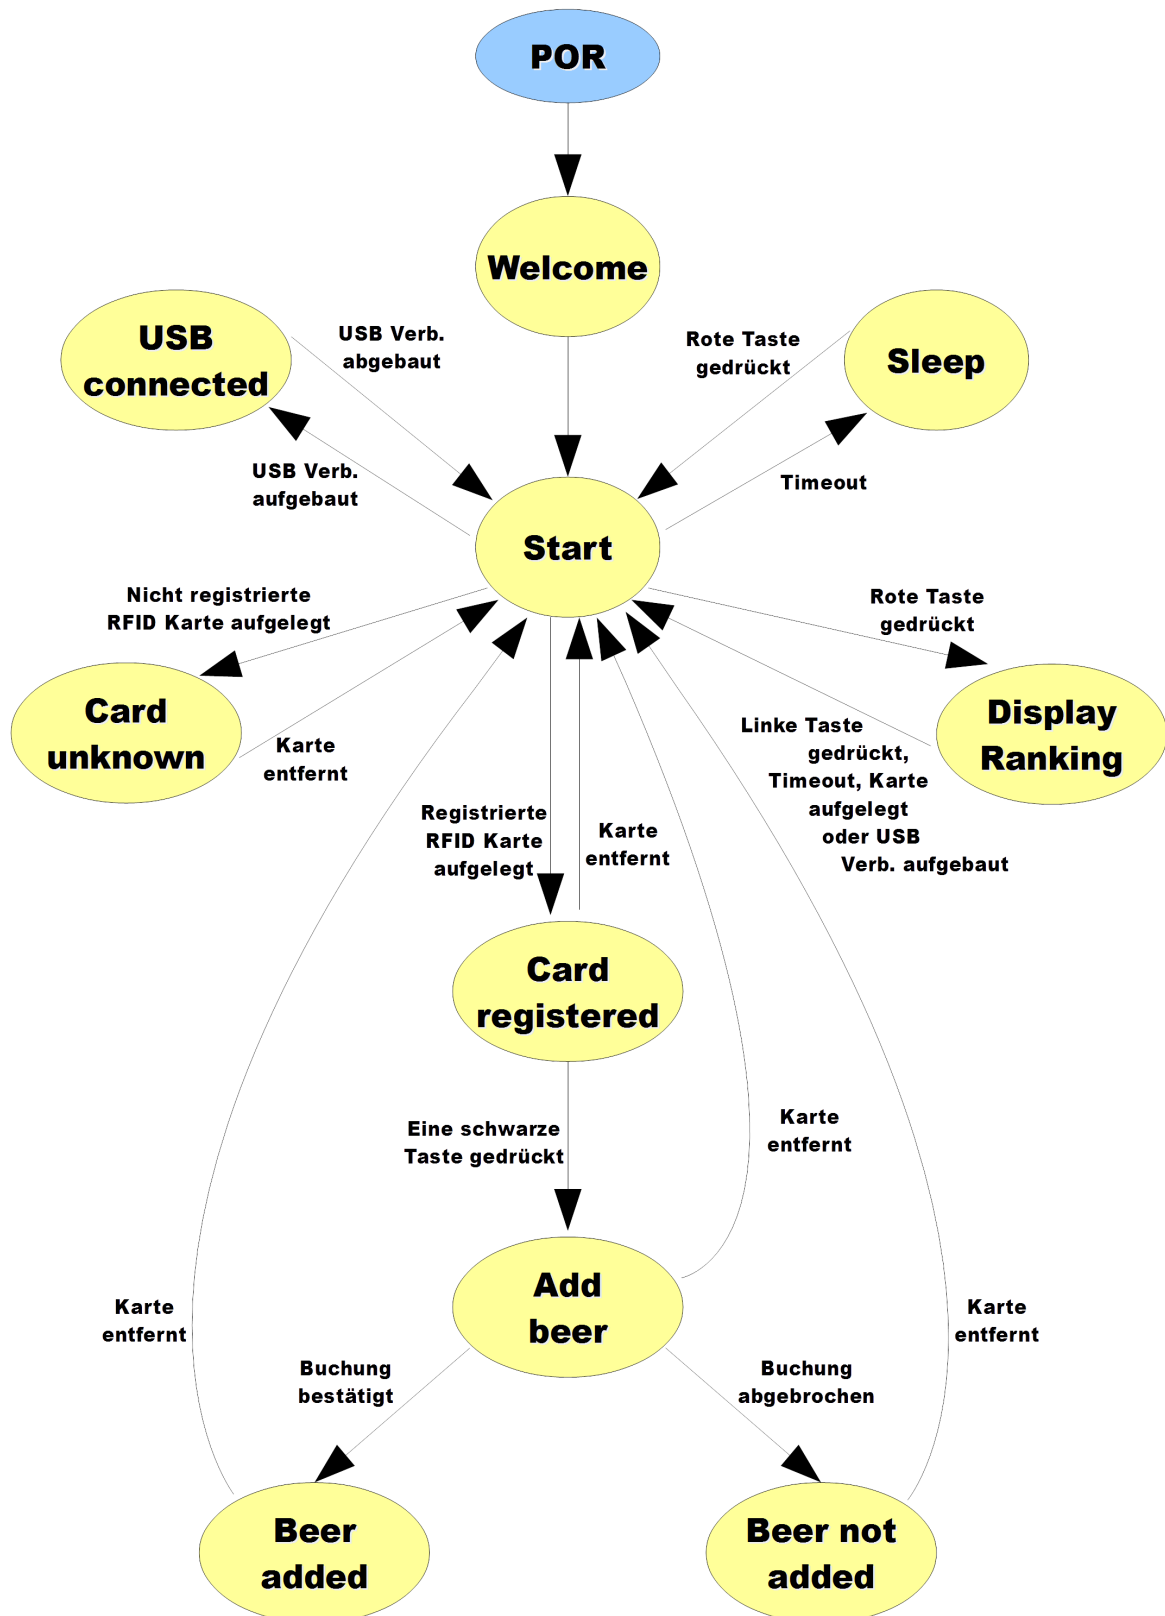 POR
Welcome
USB
connected
USB Verb.
abgebaut
Rote Taste
gedrückt
Sleep
USB Verb.
aufgebaut
Timeout
Start
Nicht registrierte
RFID Karte aufgelegt
Rote Taste
gedrückt
Card
unknown
Karte
entfernt
Linke Taste
gedrückt,
Timeout, Karte
aufgelegt
oder USB
Verb. aufgebaut
Display
Ranking
Registrierte
RFID Karte
aufgelegt
Karte
entfernt
Card
registered
Eine schwarze
Taste gedrückt
Karte
entfernt
Add
beer
Karte
entfernt
Karte
entfernt
Buchung
bestätigt
Buchung
abgebrochen
Beer
added
Beer not
added